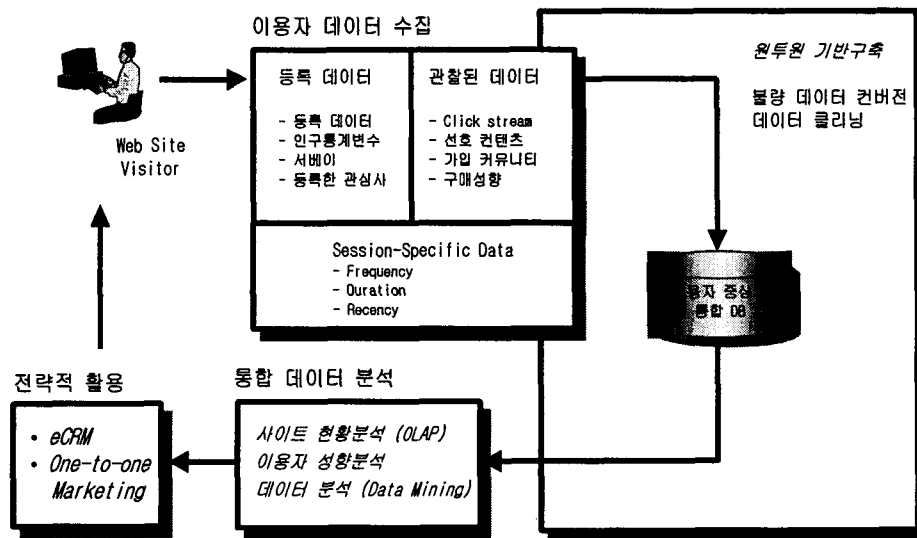 이용자 데이터 수집
등록 데이터
- 등록 데이터
- 인구통계변수
- 서베이
- 등록한 관심사
관찰된 데이터
- Click stream
- 선호 컨텐츠
- 가입 커뮤니티
- 구매성향
Session-Specific Data
- Frequency
- Duration
- Recency
Web Site
Visitor
원투원 기반구축
불량 데이터 컨버전
데이터 클리닝
용자 중심
통합 DB
통합 데이터 분석
사이트 현황분석 (OLAP)
이용자 성향분석
데이터 분석 (Data Mining)
전략적 활용
• eCRM
• One-to-one
Marketing